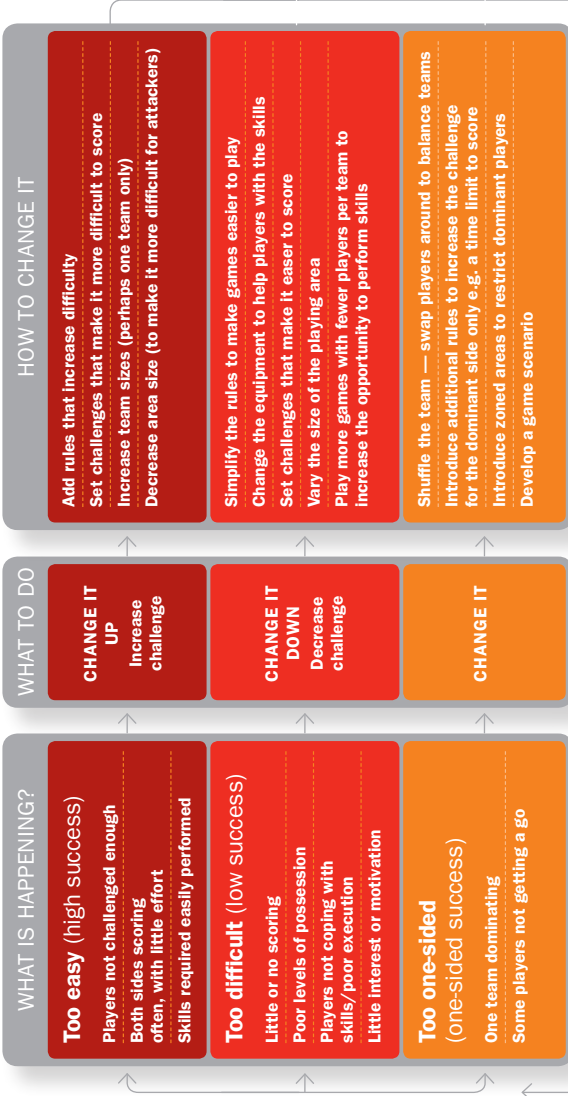 WHAT IS HAPPENING?
Too easy (high success)
Players not challenged enough
Both sides scoring
often, with little effort
Skills required easily performed
Too difficult (low success)
Little or no scoring
Poor levels of possession
Players not coping with
skills/poor execution
Little interest or motivation
Too one-sided
(one-sided success)
One team dominating
Some players not getting a go
WHAT TO DO
CHANGE IT
UP
Increase
challenge
CHANGE IT
DOWN
Decrease
challenge
CHANGE IT
HOW TO CHANGE IT
Add rules that increase difficulty
Set challenges that make it more difficult to score
Increase team sizes (perhaps one team only)
Decrease area size (to make it more difficult for attackers)
Simplify the rules to make games easier to play
Change the equipment to help players with the skills
Set challenges that make it easier to score
Vary the size of the playing area
Play more games with fewer players per team to
increase the opportunity to perform skills
Shuffle the team — swap players around to balance teams
Introduce additional rules to increase the challenge
for the dominant side only e.g. a time limit to score
Introduce zoned areas to restrict dominant players
Develop a game scenario